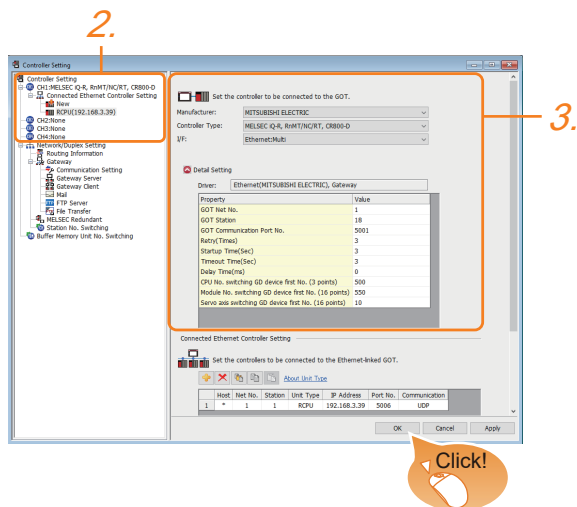 2.
Controller Setting
Controller Setting
CH1:MELSEC iQ-R, RnMT/NC/RT, CR800-D
Connected Ethernet Controller Setting
New
RCPU(192.168.3.39)
CH2:None
CH3:None
CH4:None
Network/Duplex Setting
Routing Information
Gateway
Communication Setting
Gateway Server
Gateway Client
Mail
FTP Server
File Transfer
MELSEC Redundant
Station No. Switching
Buffer Memory Unit No. Switching
Set the controller to be connected to the GOT.
Manufacturer: MITSUBISHI ELECTRIC
Controller Type: MELSEC iQ-R, RnMT/NC/RT, CR800-D
I/F: Ethernet:Multi
3.
Detail Setting
Driver: Ethernet(MITSUBISHI ELECTRIC), Gateway
Property Value
GOT Net No. 1
GOT Station 18
GOT Communication Port No. 5001
Retry(Times) 3
Startup Time(Sec) 3
Timeout Time(Sec) 3
Delay Time(ms) 0
CPU No. switching GD device first No. (3 points) 500
Module No. switching GD device first No. (16 points) 550
Servo axis switching GD device first No. (16 points) 10
Connected Ethernet Controller Setting
Set the controllers to be connected to the Ethernet-linked GOT.
About Unit Type
Host Net No. Station Unit Type IP Address Port No. Communication
1 * 1 1 RCPU 192.168.3.39 5006 UDP
OK Cancel Apply
Click!